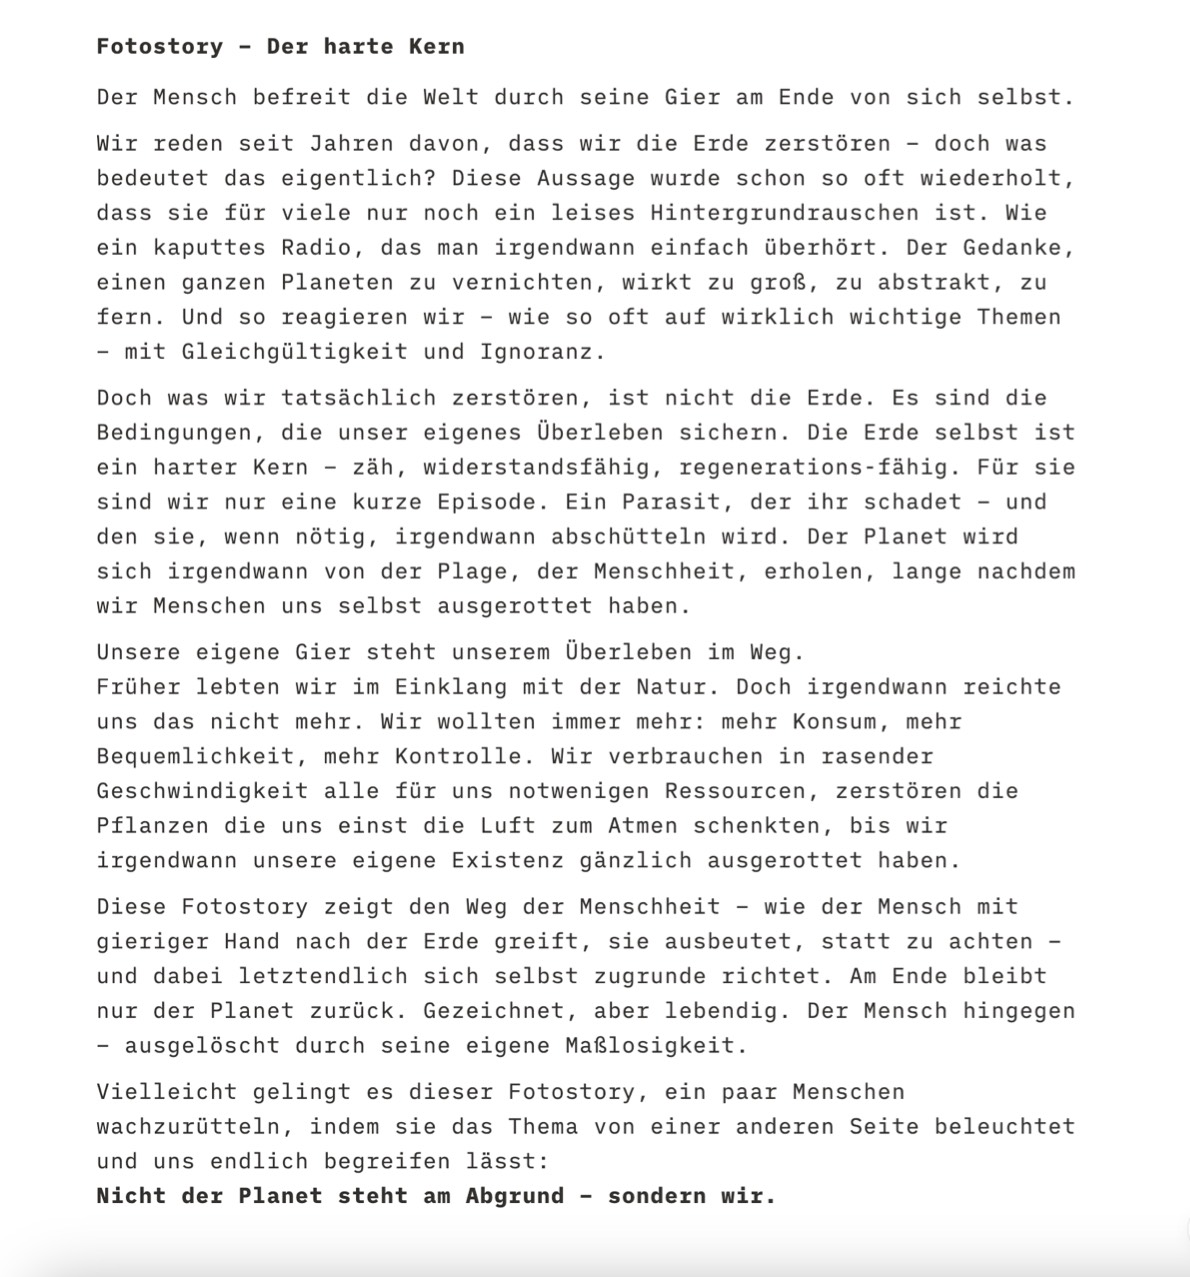 Fotostory – Der harte Kern
Der Mensch befreit die Welt durch seine Gier am Ende von sich selbst.
Wir reden seit Jahren davon, dass wir die Erde zerstören – doch was
bedeutet das eigentlich? Diese Aussage wurde schon so oft wiederholt,
dass sie für viele nur noch ein leises Hintergrundrauschen ist. Wie
ein kaputtes Radio, das man irgendwann einfach überhört. Der Gedanke,
einen ganzen Planeten zu vernichten, wirkt zu groß, zu abstrakt, zu
fern. Und so reagieren wir – wie so oft auf wirklich wichtige Themen
– mit Gleichgültigkeit und Ignoranz.
Doch was wir tatsächlich zerstören, ist nicht die Erde. Es sind die
Bedingungen, die unser eigenes Überleben sichern. Die Erde selbst ist
ein harter Kern – zäh, widerstandsfähig, regenerations-fähig. Für sie
sind wir nur eine kurze Episode. Ein Parasit, der ihr schadet – und
den sie, wenn nötig, irgendwann abschütteln wird. Der Planet wird
sich irgendwann von der Plage, der Menschheit, erholen, lange nachdem
wir Menschen uns selbst ausgerottet haben.
Unsere eigene Gier steht unserem Überleben im Weg.
Früher lebten wir im Einklang mit der Natur. Doch irgendwann reichte
uns das nicht mehr. Wir wollten immer mehr: mehr Konsum, mehr
Bequemlichkeit, mehr Kontrolle. Wir verbrauchen in rasender
Geschwindigkeit alle für uns notwenigen Ressourcen, zerstören die
Pflanzen die uns einst die Luft zum Atmen schenkten, bis wir
irgendwann unsere eigene Existenz gänzlich ausgerottet haben.
Diese Fotostory zeigt den Weg der Menschheit – wie der Mensch mit
gieriger Hand nach der Erde greift, sie ausbeutet, statt zu achten –
und dabei letztendlich sich selbst zugrunde richtet. Am Ende bleibt
nur der Planet zurück. Gezeichnet, aber lebendig. Der Mensch hingegen
– ausgelöscht durch seine eigene Maßlosigkeit.
Vielleicht gelingt es dieser Fotostory, ein paar Menschen
wachzurütteln, indem sie das Thema von einer anderen Seite beleuchtet
und uns endlich begreifen lässt:
Nicht der Planet steht am Abgrund – sondern wir.